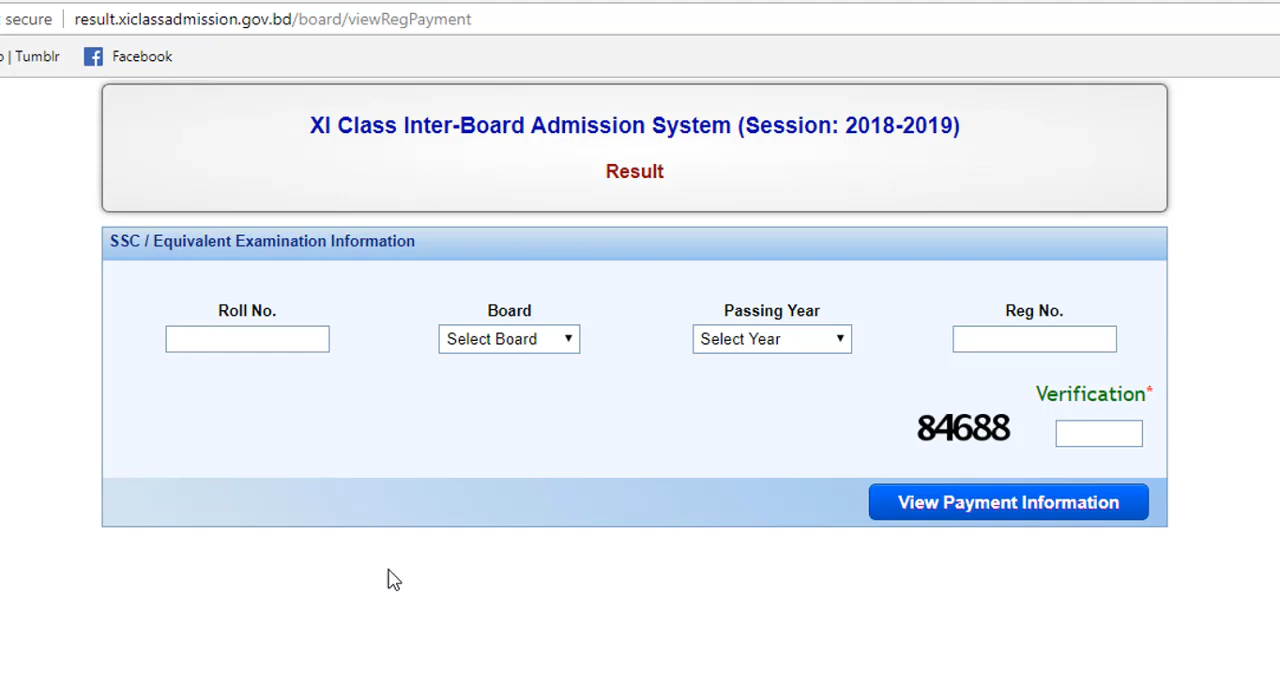 secure result.xiclassadmission.gov.bd/board/viewRegPayment
| Tumblr Facebook
XI Class Inter-Board Admission System (Session: 2018-2019)
Result
SSC / Equivalent Examination Information
Roll No. Board Passing Year Reg No.
Select Board Select Year
Verification*
84688
View Payment Information